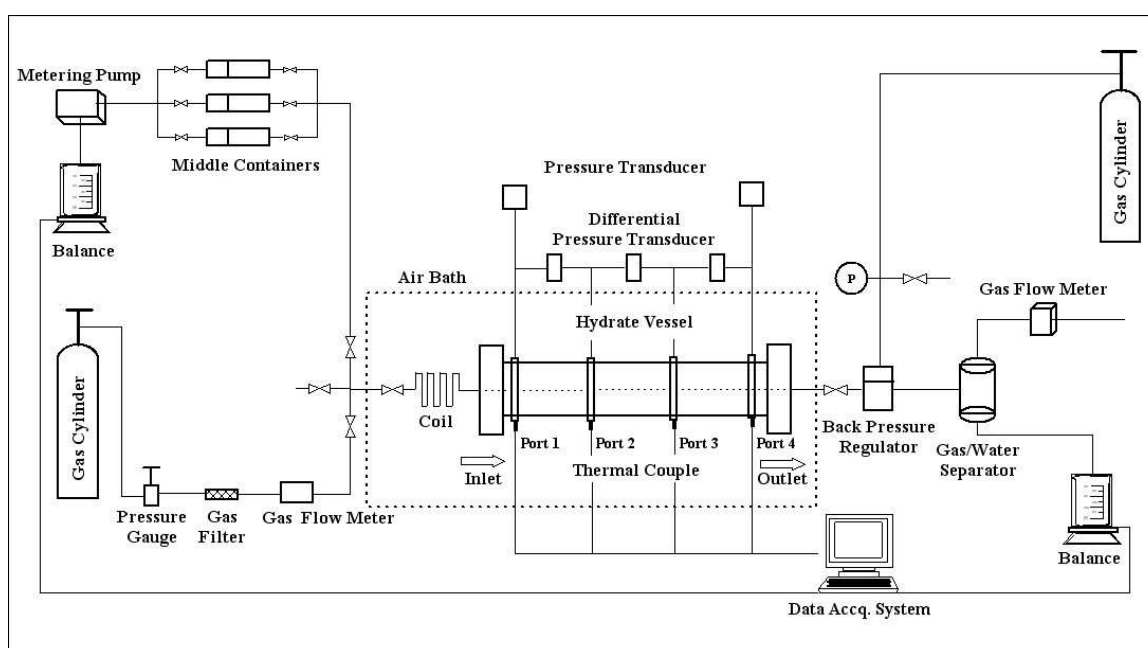 Metering Pump
Middle Containers
Balance
Pressure Transducer
Differential
Pressure Transducer
Gas Cylinder
Air Bath
P
Gas Flow Meter
Hydrate Vessel
Gas Cylinder
Coil
Port 1
Port 2
Port 3
Port 4
Back Pressure
Regulator
Gas/Water
Separator
Inlet
Thermal Couple
Outlet
Pressure
Gauge
Gas
Filter
Gas Flow Meter
Balance
Data Accq. System